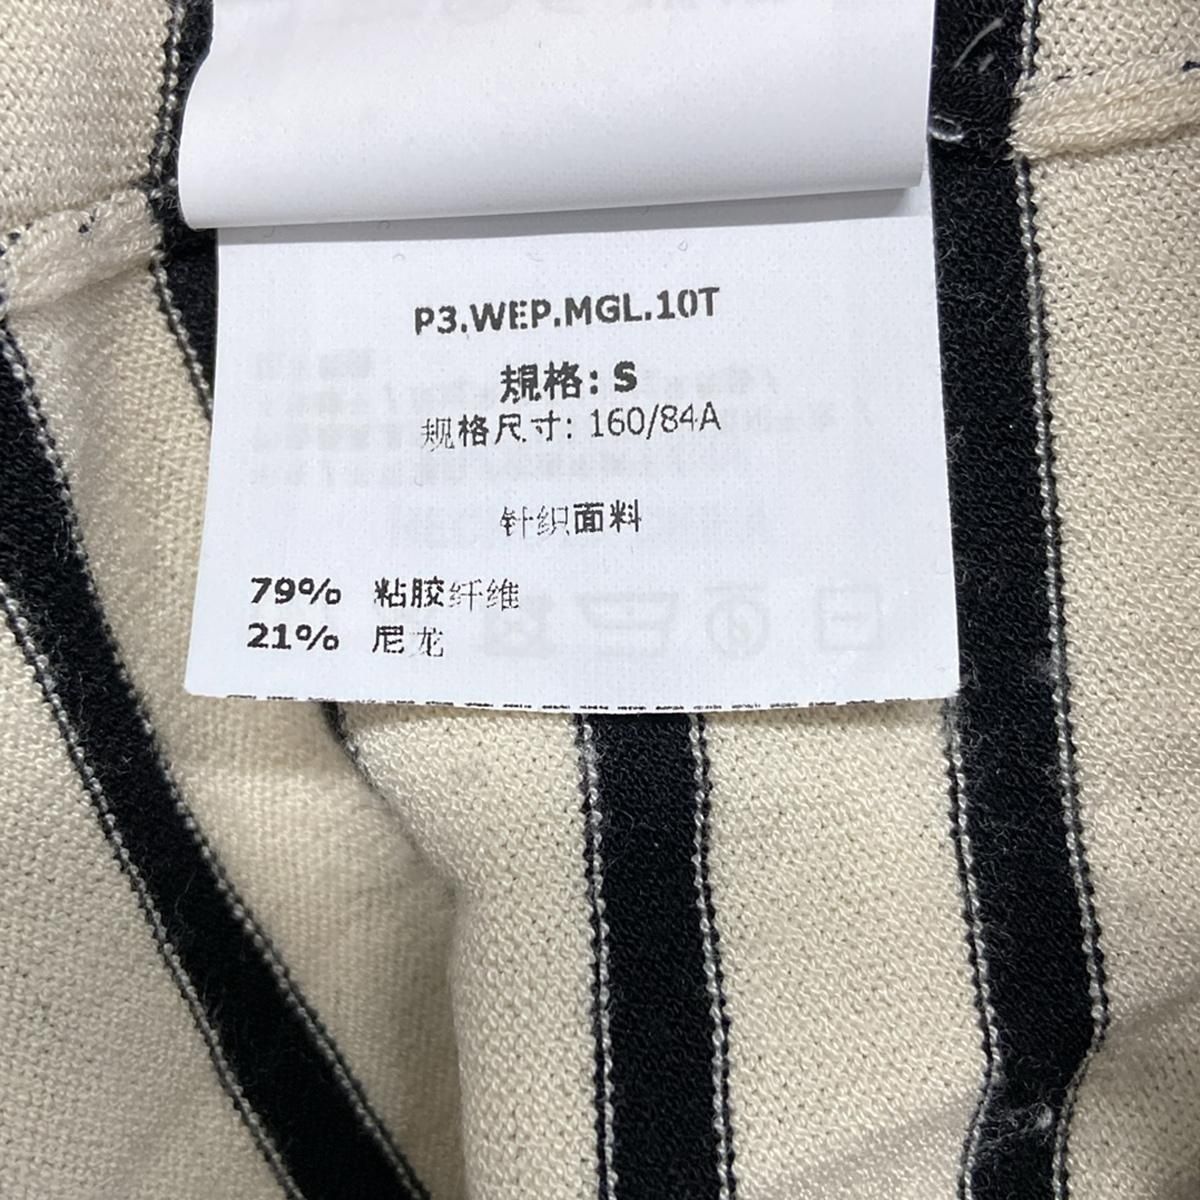 P3.WEP.MGL.10T
規格: S
规格尺寸: 160/84A
针织面料
79% 粘胶纤维
21% 尼龙